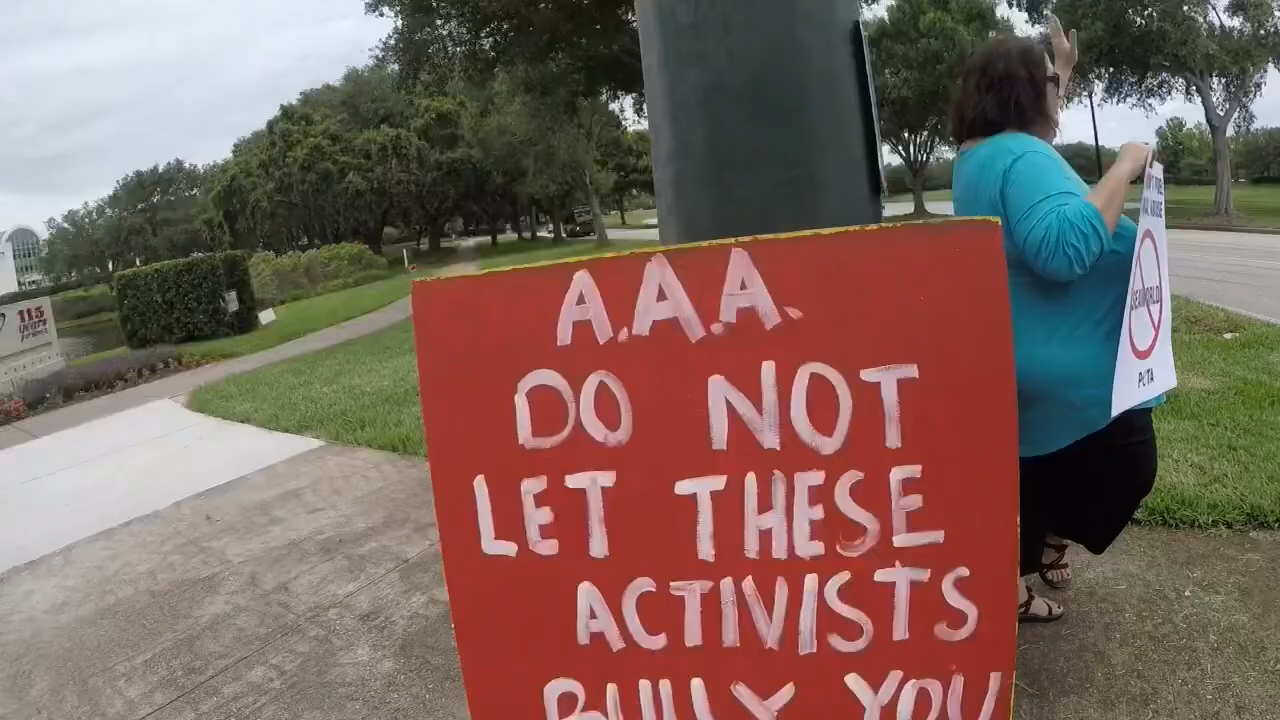 A.A.A.
DO NOT
LET THESE
ACTIVISTS
BULLY YOU
115
years
SEAWORLD
PETA